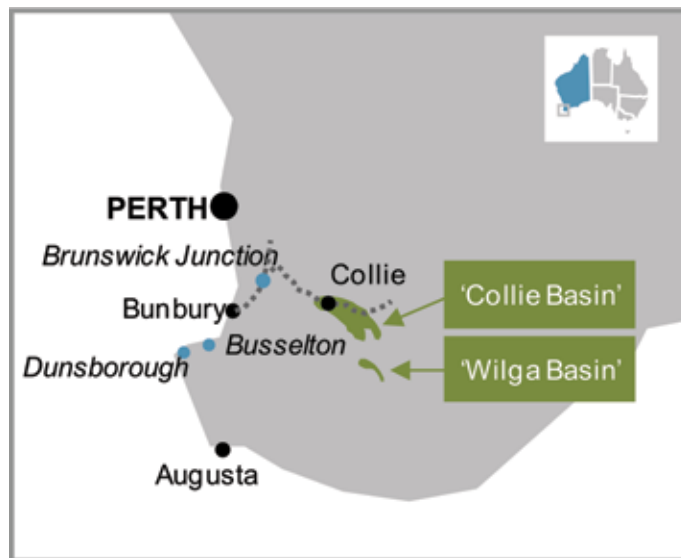 PERTH
Brunswick Junction
Collie
'Collie Basin'
Bunbury
Busselton
'Wilga Basin'
Dunsborough
Augusta